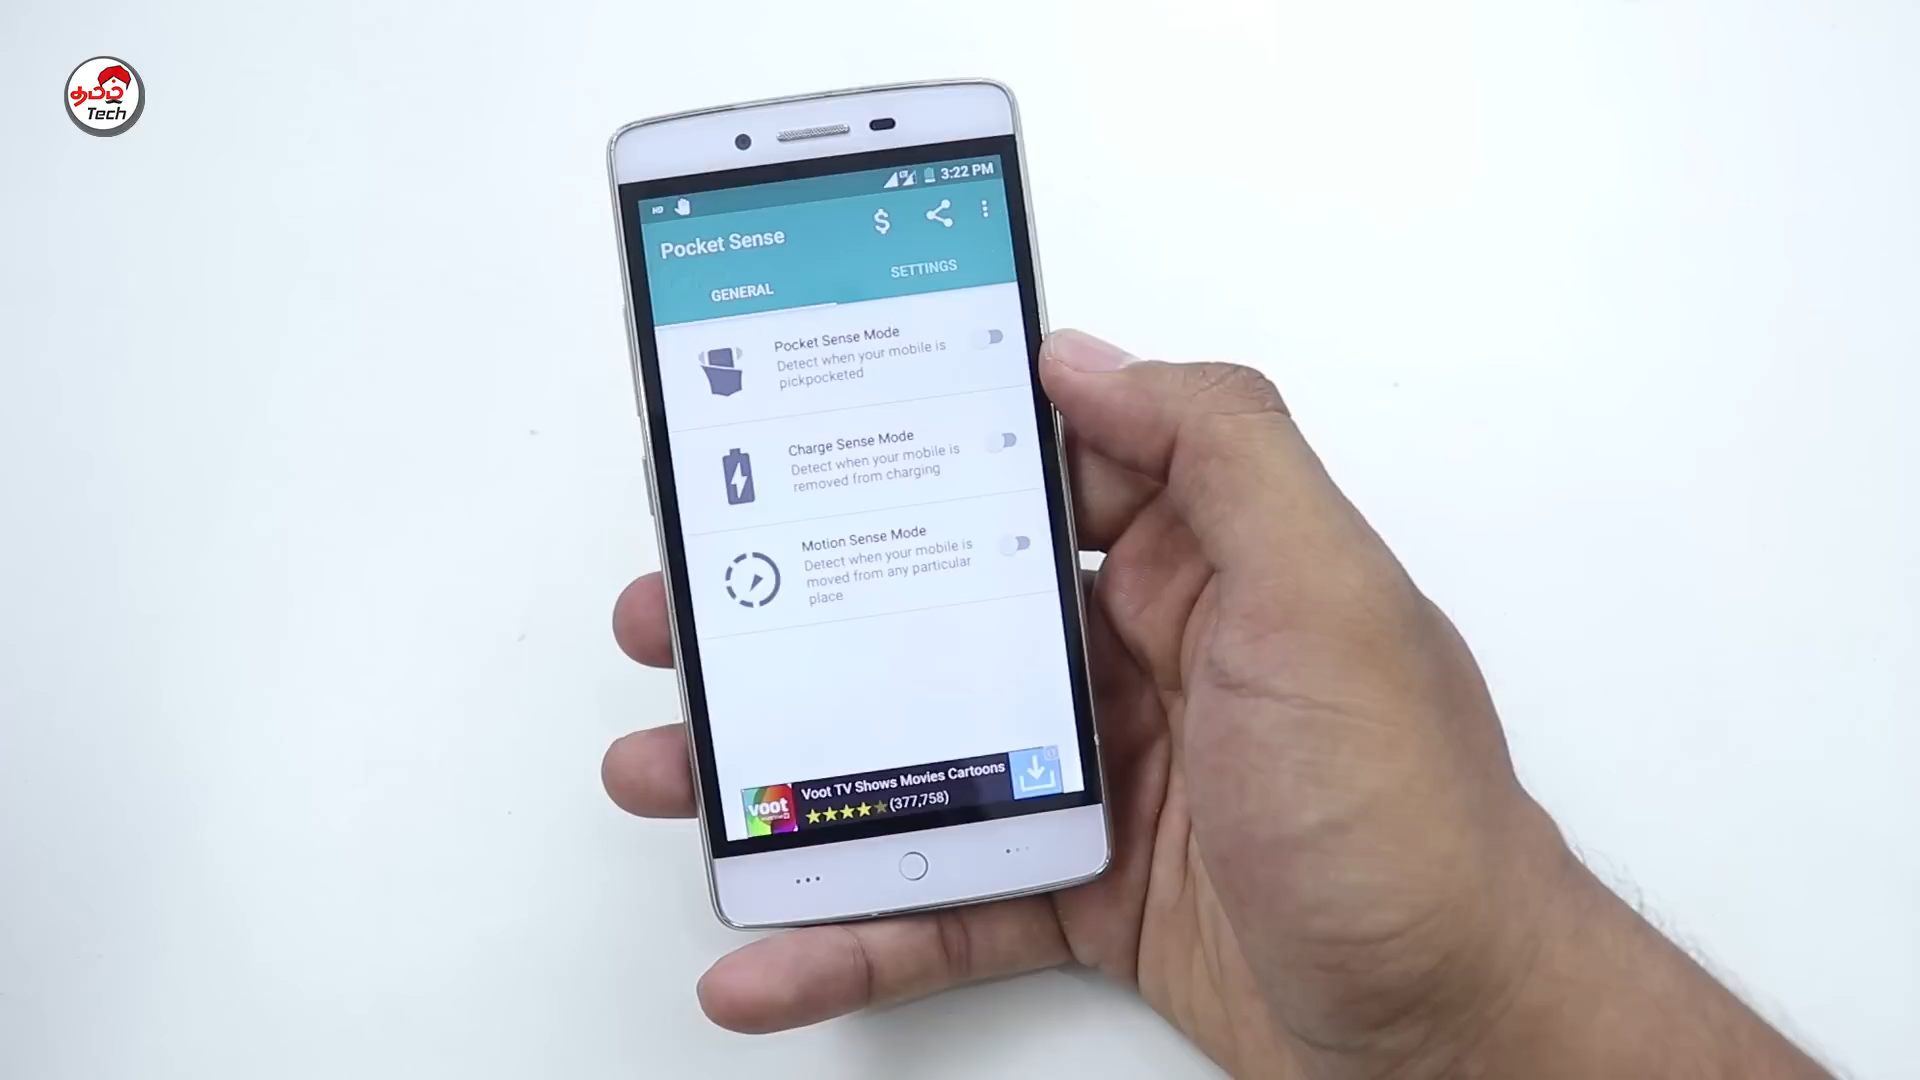 தமிழ்
Tech
HD
3:22 PM
Pocket Sense
GENERAL
SETTINGS
Pocket Sense Mode
Detect when your mobile is
pickpocketed
Charge Sense Mode
Detect when your mobile is
removed from charging
Motion Sense Mode
Detect when your mobile is
moved from any particular
place
voot
Voot TV Shows Movies Cartoons
(377,758)